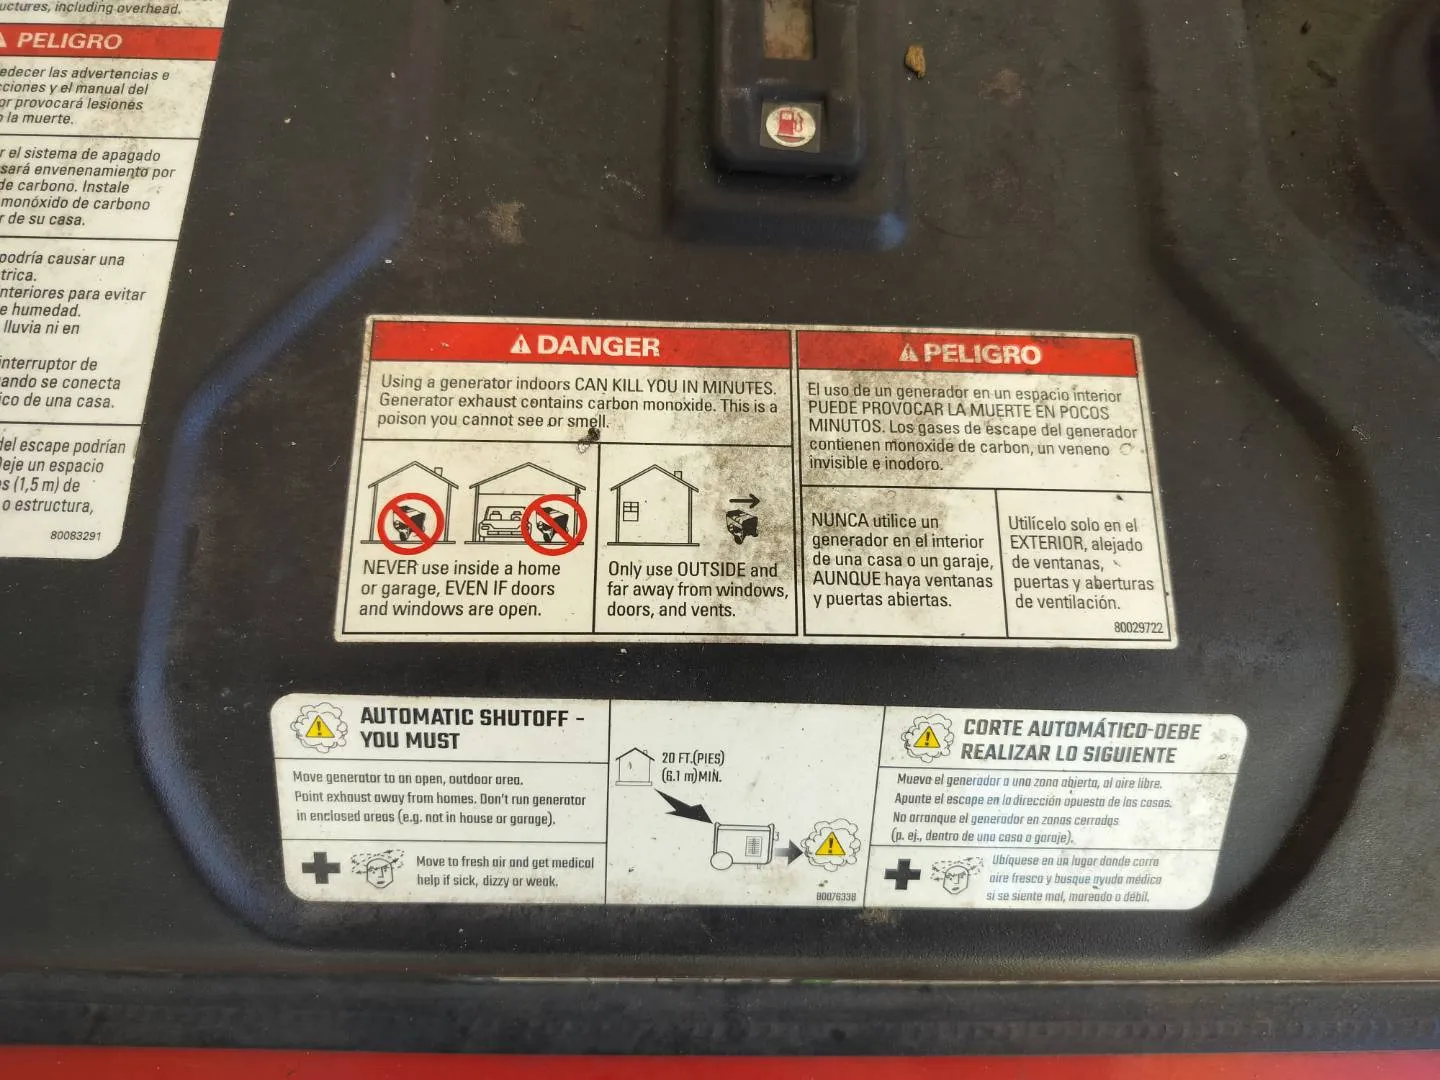 uctures, including overhead.
PELIGRO
edecer las advertencias e
cciones y el manual del
or provocará lesiones
o la muerte.
r el sistema de apagado
sará envenenamiento por
de carbono. Instale
monóxido de carbono
r de su casa.
podría causar una
trica.
nteriores para evitar
e humedad.
lluvia ni en
interruptor de
ando se conecta
ico de una casa.
del escape podrían
Deje un espacio
s (1,5 m) de
o estructura,
80083291
DANGER
Using a generator indoors CAN KILL YOU IN MINUTES.
Generator exhaust contains carbon monoxide. This is a
poison you cannot see or smell.
NEVER use inside a home
or garage, EVEN IF doors
and windows are open.
Only use OUTSIDE and
far away from windows,
doors, and vents.
PELIGRO
El uso de un generador en un espacio interior
PUEDE PROVOCAR LA MUERTE EN POCOS
MINUTOS. Los gases de escape del generador
contienen monóxide de carbon, un veneno
invisible e inodoro.
NUNCA utilice un
generador en el interior
de una casa o un garaje,
AUNQUE haya ventanas
y puertas abiertas.
Utilícelo solo en el
EXTERIOR, alejado
de ventanas,
puertas y aberturas
de ventilación.
80029722
AUTOMATIC SHUTOFF -
YOU MUST
Move generator to an open, outdoor area.
Point exhaust away from homes. Don't run generator
in enclosed areas (e.g. not in house or garage).
Move to fresh air and get medical
help if sick, dizzy or weak.
20 FT.(PIES)
(6.1 m)MIN.
80076338
CORTE AUTOMÁTICO-DEBE
REALIZAR LO SIGUIENTE
Mueva el generador a una zona abierta, al aire libre.
Apunte el escape en la dirección opuesta de las casas.
No arranque el generador en zonas cerradas
(p. ej., dentro de una casa o garaje).
Ubíquese en un lugar donde corra
aire fresco y busque ayuda médica
si se siente mal, mareado o débil.